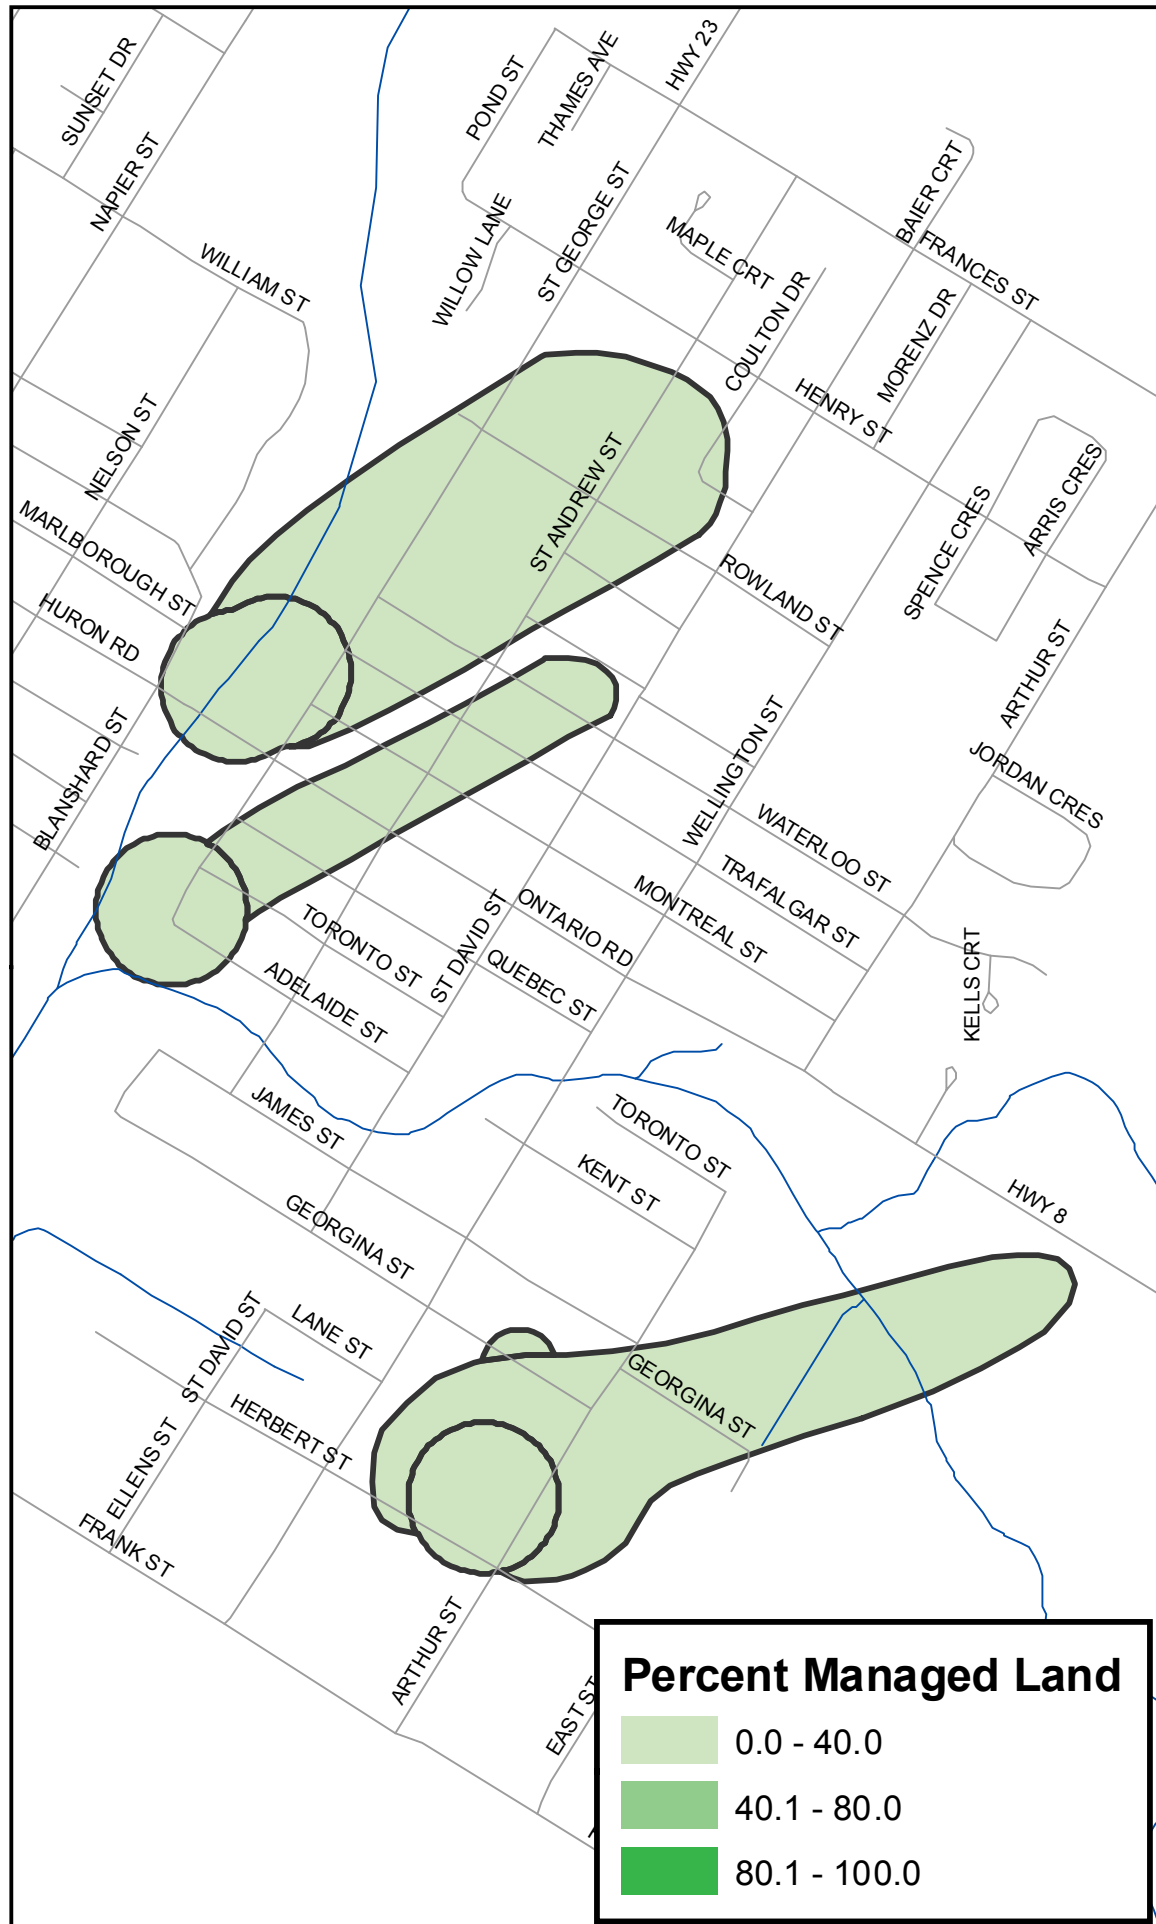 SUNSET DR
NAPIER ST
POND ST
THAMES AVE
HWY 23
WILLIAM ST
WILLOW LANE
ST GEORGE ST
MAPLE CRT
BAIER CRT
FRANCES ST
COULTON DR
MORENZ DR
HENRY ST
NELSON ST
ST ANDREW ST
SPENCE CRES
ARRIS CRES
MARLBOROUGH ST
HURON RD
ROWLAND ST
ARTHUR ST
BLANSHARD ST
WELLINGTON ST
JORDAN CRES
WATERLOO ST
TRAFALGAR ST
MONTREAL ST
ONTARIO RD
ST DAVID ST
TORONTO ST
QUEBEC ST
ADELAIDE ST
KELLS CRT
JAMES ST
TORONTO ST
KENT ST
HWY 8
GEORGINA ST
LANE ST
ST DAVID ST
GEORGINA ST
HERBERT ST
ELLENS ST
FRANK ST
ARTHUR ST
EAST ST
Percent Managed Land
0.0 - 40.0
40.1 - 80.0
80.1 - 100.0